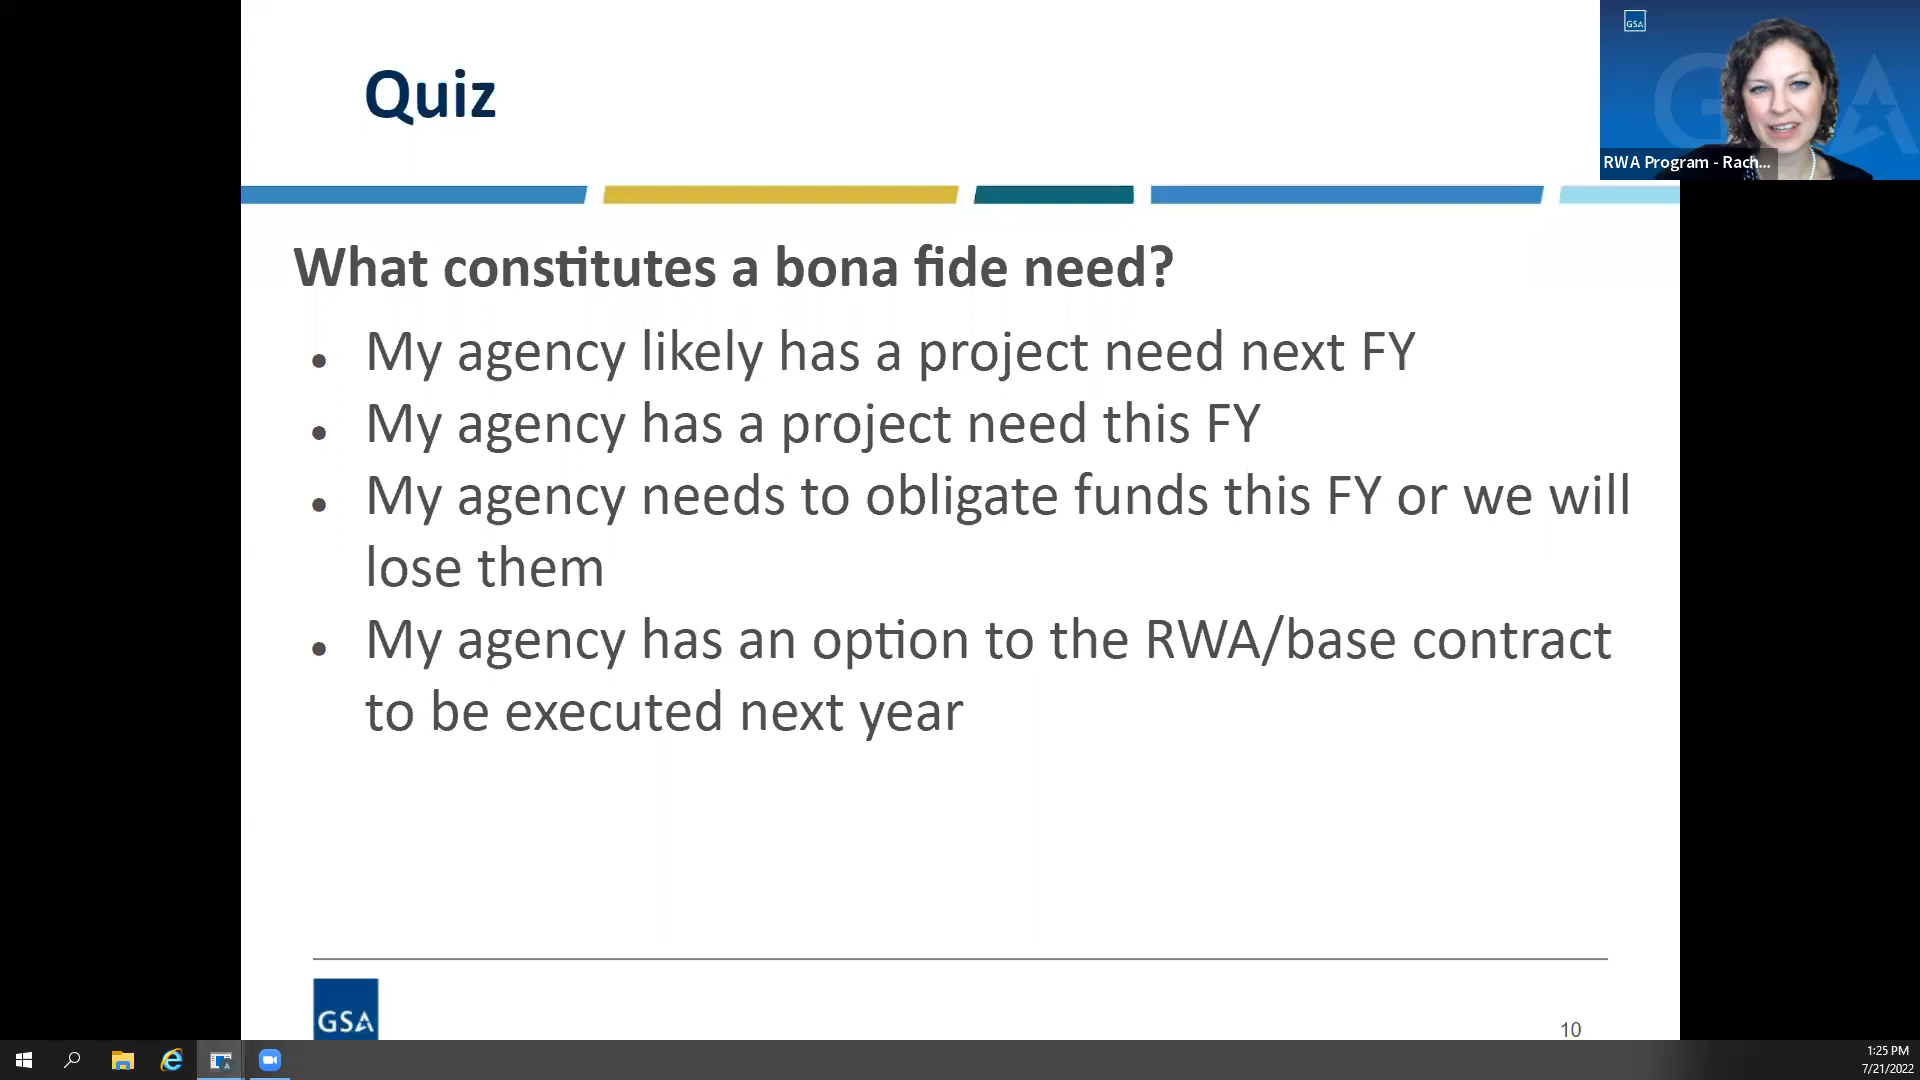 Quiz
GSA
RWA Program - Rach...
What constitutes a bona fide need?
● My agency likely has a project need next FY
● My agency has a project need this FY
● My agency needs to obligate funds this FY or we will
lose them
● My agency has an option to the RWA/base contract
to be executed next year
GSA
10
1:25 PM
7/21/2022